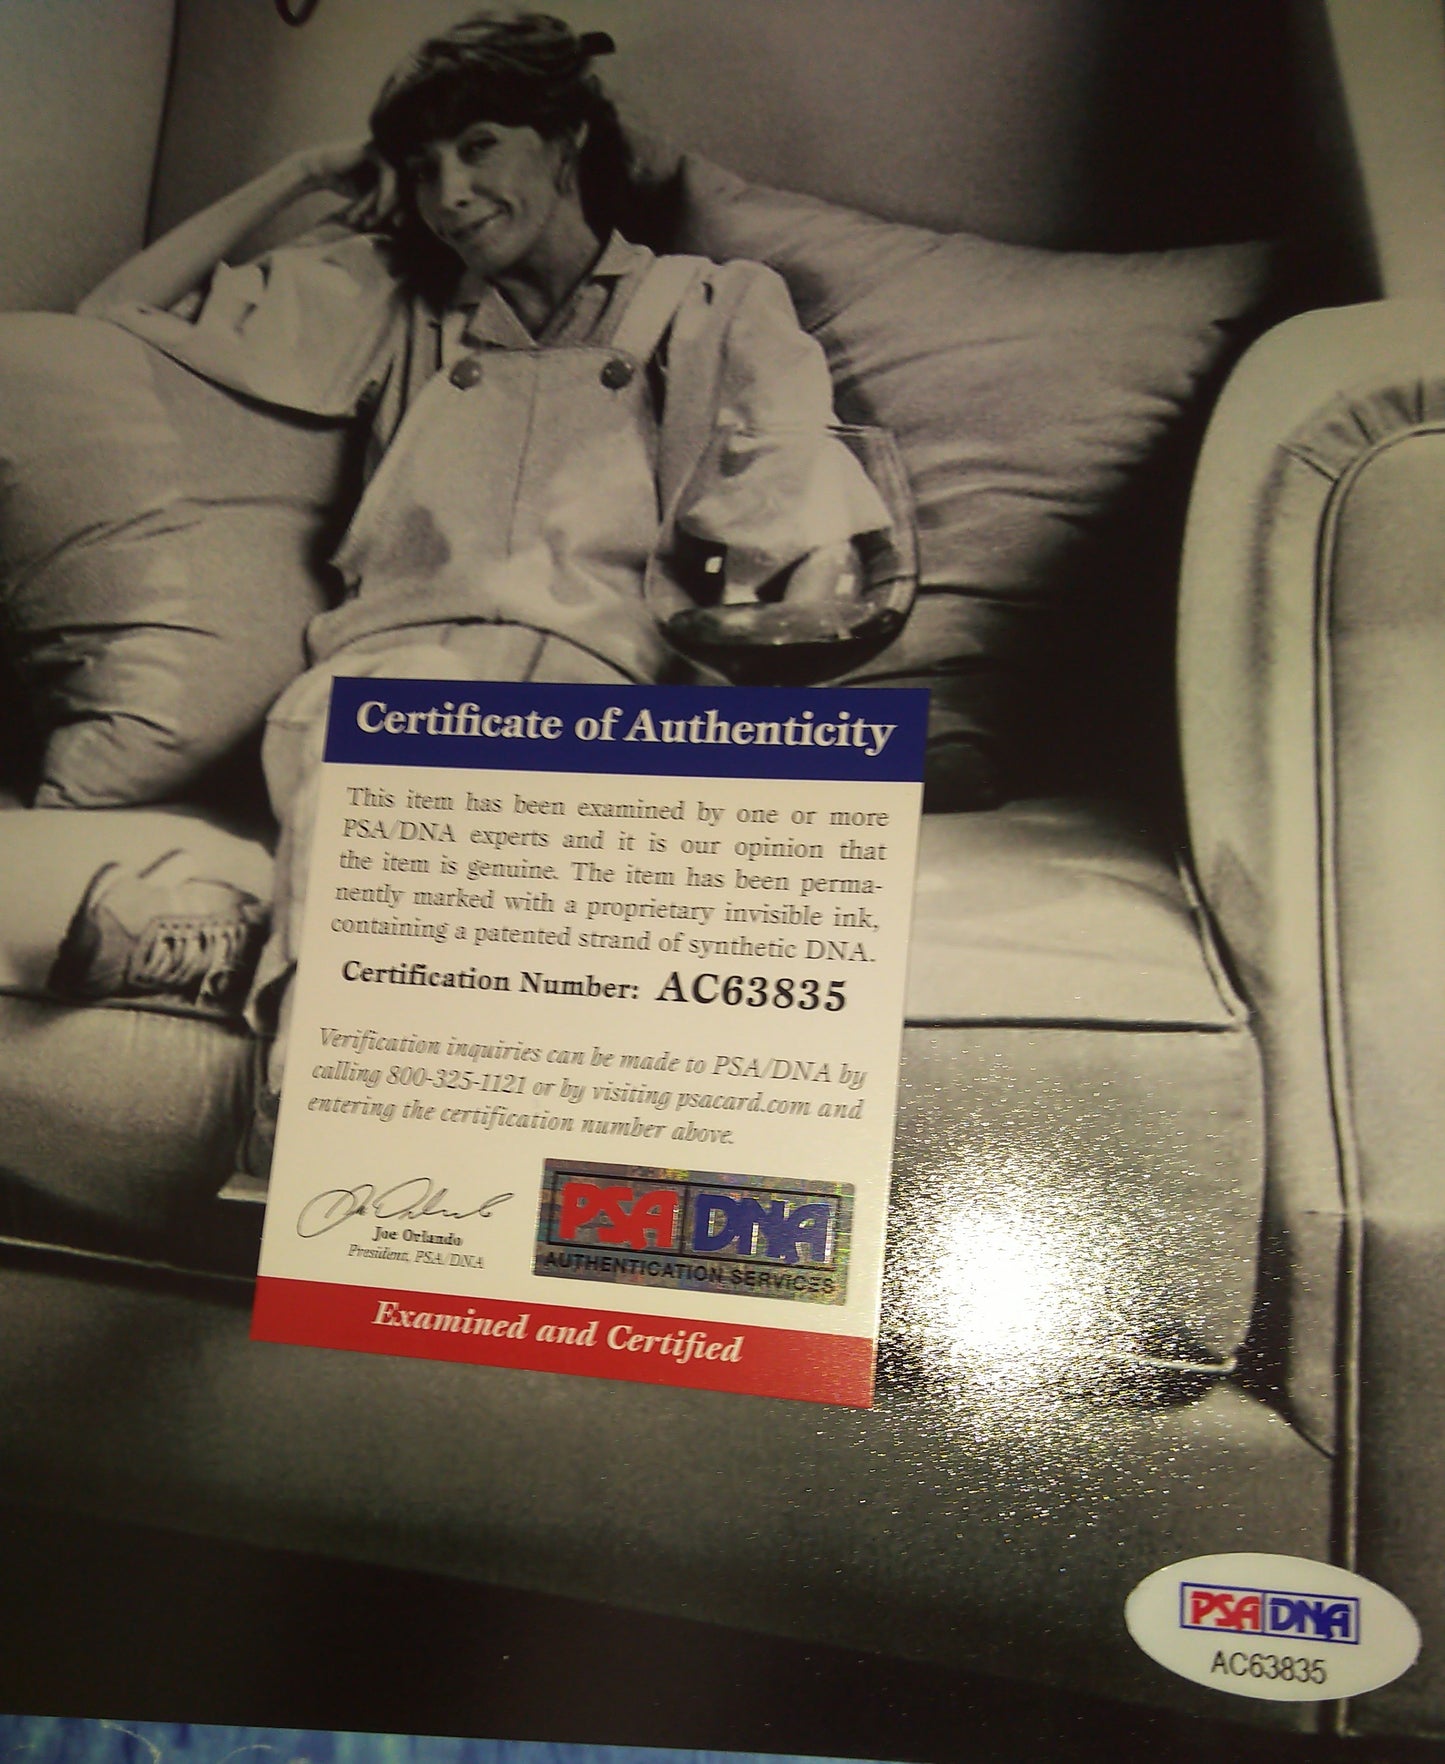 Certificate of Authenticity
This item has been examined by one or more
PSA/DNA experts and it is our opinion that
the item is genuine. The item has been perma-
nently marked with a proprietary invisible ink,
containing a patented strand of synthetic DNA.
Certification Number: AC63835
Verification inquiries can be made to PSA/DNA by
calling 800-325-1121 or by visiting psacard.com and
entering the certification number above.
Joe Orlando
Joe Orlando
President, PSA/DNA
PSA DNA
AUTHENTICATION SERVICES
Examined and Certified
PSA DNA
AC63835